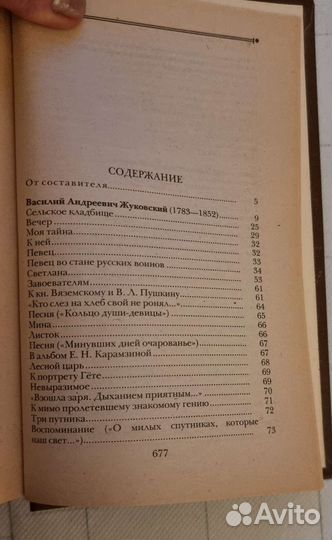 СОДЕРЖАНИЕ
От составителя 5
Василий Андреевич Жуковский (1783—1852)
Сельское кладбище 9
Вечер 25
Моя тайна 29
К ней 32
Певец 32
Певец во стане русских воинов 33
Светлана 34
Завоевателям 53
К кн. Вяземскому и В. Л. Пушкину 61
«Кто слез на хлеб свой не ронял...» 64
Песня («Кольцо души-девицы») 65
Мина 66
Листок 66
Песня («Минувших дней очарованье») 67
В альбом Е. Н. Карамзиной 67
Лесной царь 68
К портрету Гёте 69
Невыразимое 69
«Взошла заря. Дыханием приятным...» 70
К мимо пролетевшему знакомому гению 71
Три путника 72
Воспоминание («О милых спутниках, которые
наш свет...») 73
677
Avito